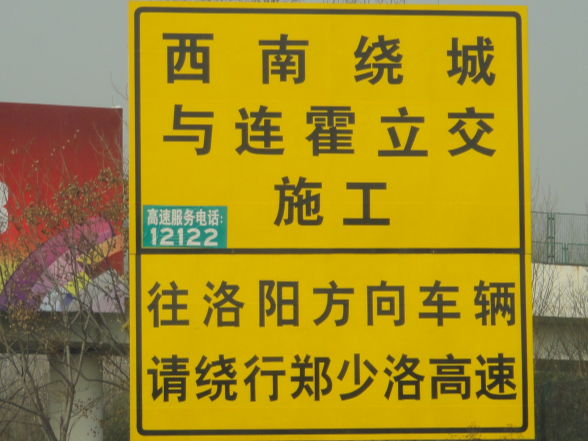 西南绕城
与连霍立交
施工
高速服务电话:
12122
往洛阳方向车辆
请绕行郑少洛高速